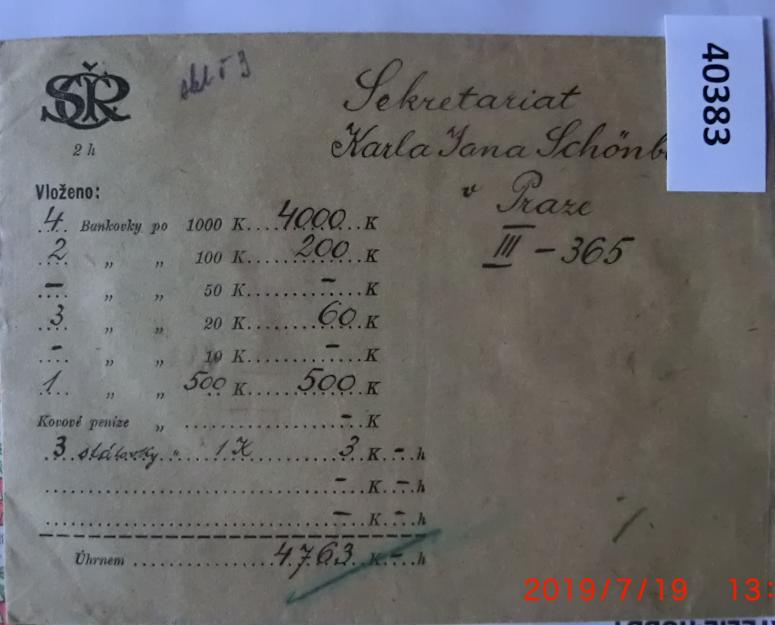 SČR
2 h
Sekretariat
Karla Jana Schönb
v Praze
III - 365
40383
Vloženo:
4 Bankovky po 1000 K....4000...K
2 „ „ 100 K......200....K
- „ „ 50 K........-....K
3 „ „ 20 K........60..K
- „ „ 10 K........-....K
1 „ „ 500 K.....500...K
Kovové peníze „ ................-..K
3 „ 1 K..........3..K.-.h
..............................-..K.-.h
..............................-..K.-.h
Úhrnem ..............4763..K.-.h
2019/7/19 13: